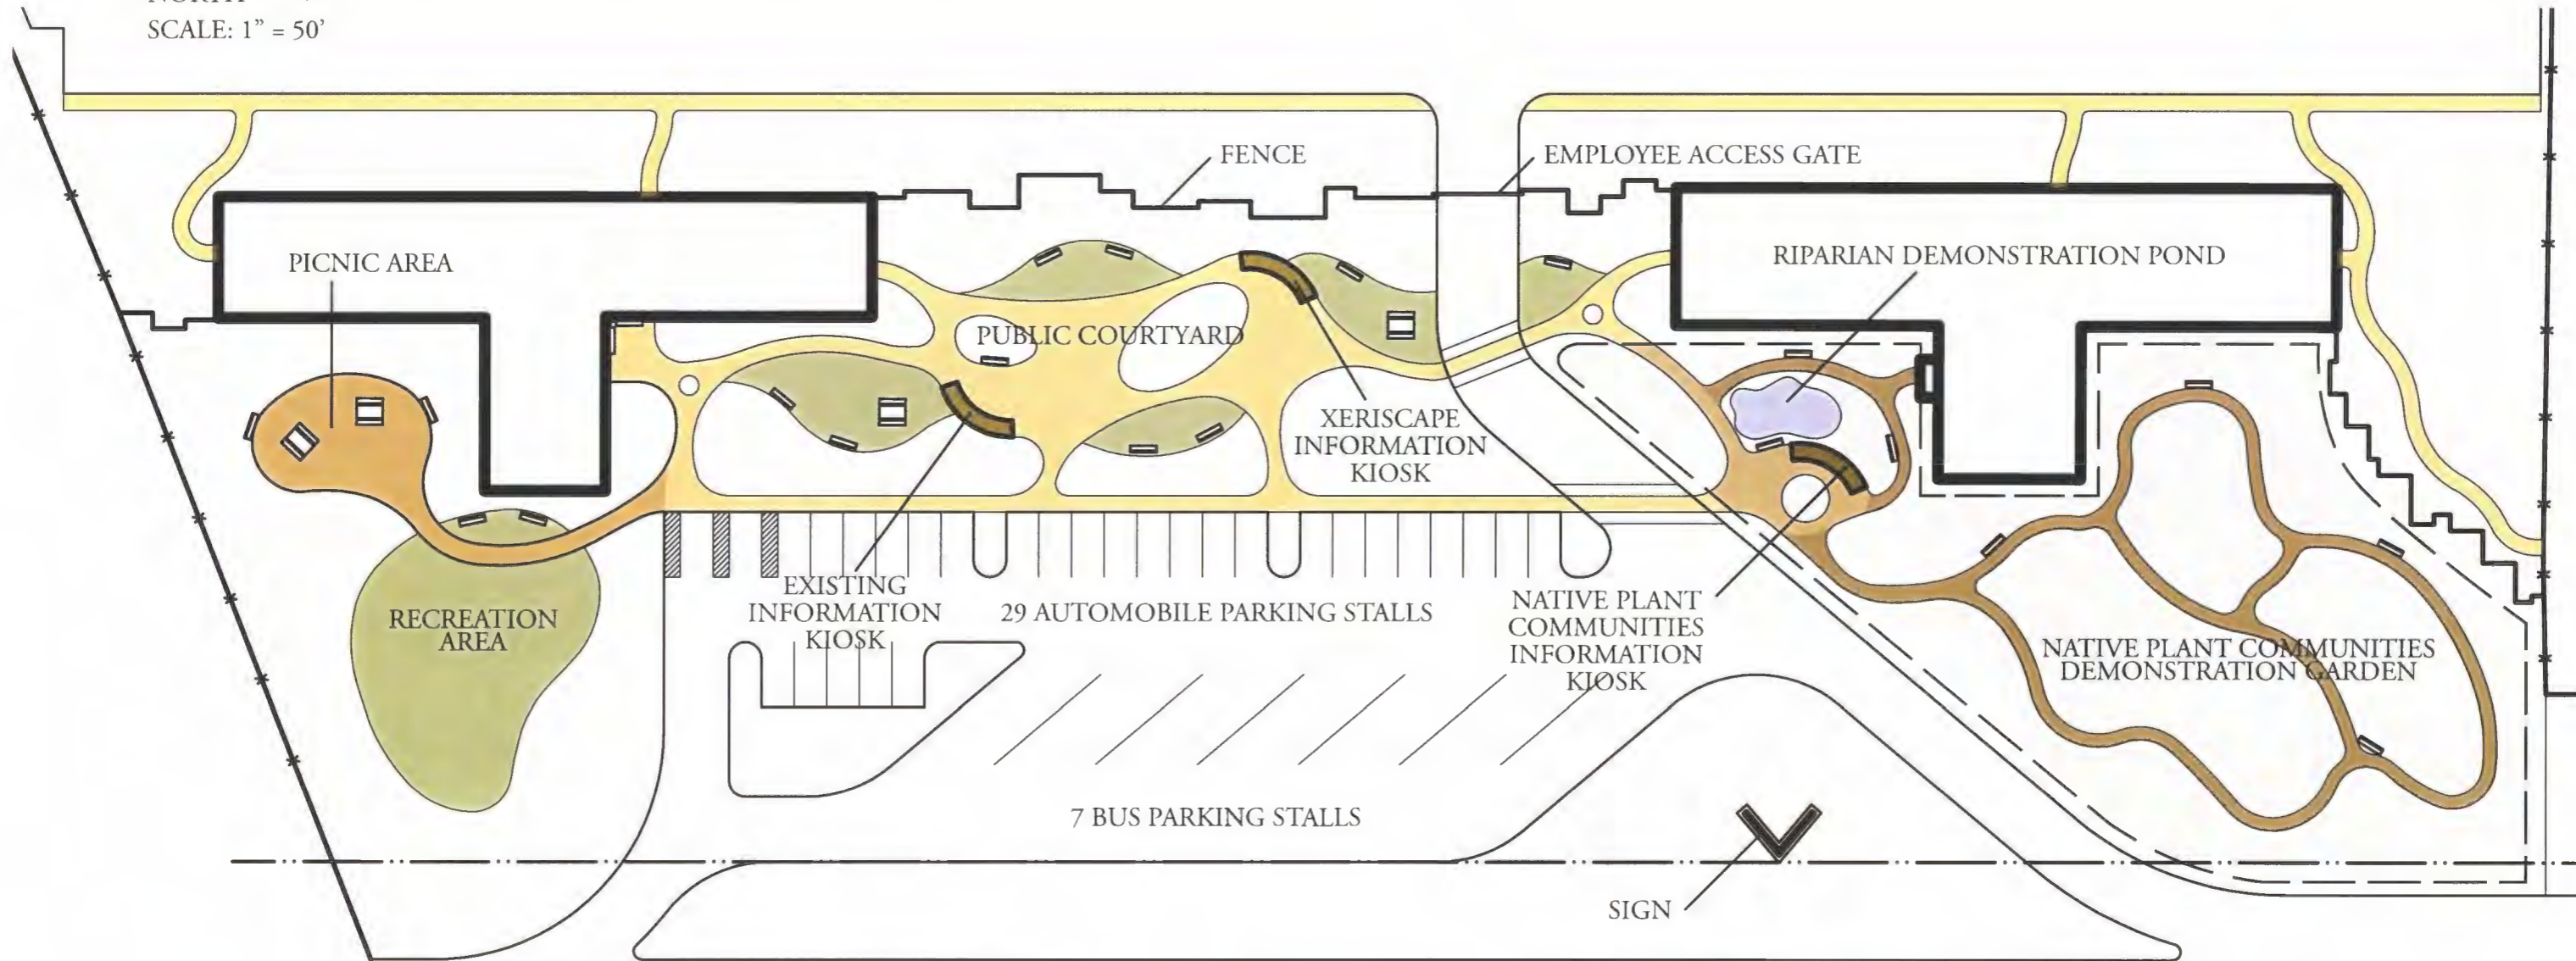 SCALE: 1” = 50’
FENCE
EMPLOYEE ACCESS GATE
PICNIC AREA
RIPARIAN DEMONSTRATION POND
PUBLIC COURTYARD
XERISCAPE
INFORMATION
KIOSK
EXISTING
INFORMATION
KIOSK
29 AUTOMOBILE PARKING STALLS
NATIVE PLANT
COMMUNITIES
INFORMATION
KIOSK
RECREATION
AREA
NATIVE PLANT COMMUNITIES
DEMONSTRATION GARDEN
7 BUS PARKING STALLS
SIGN